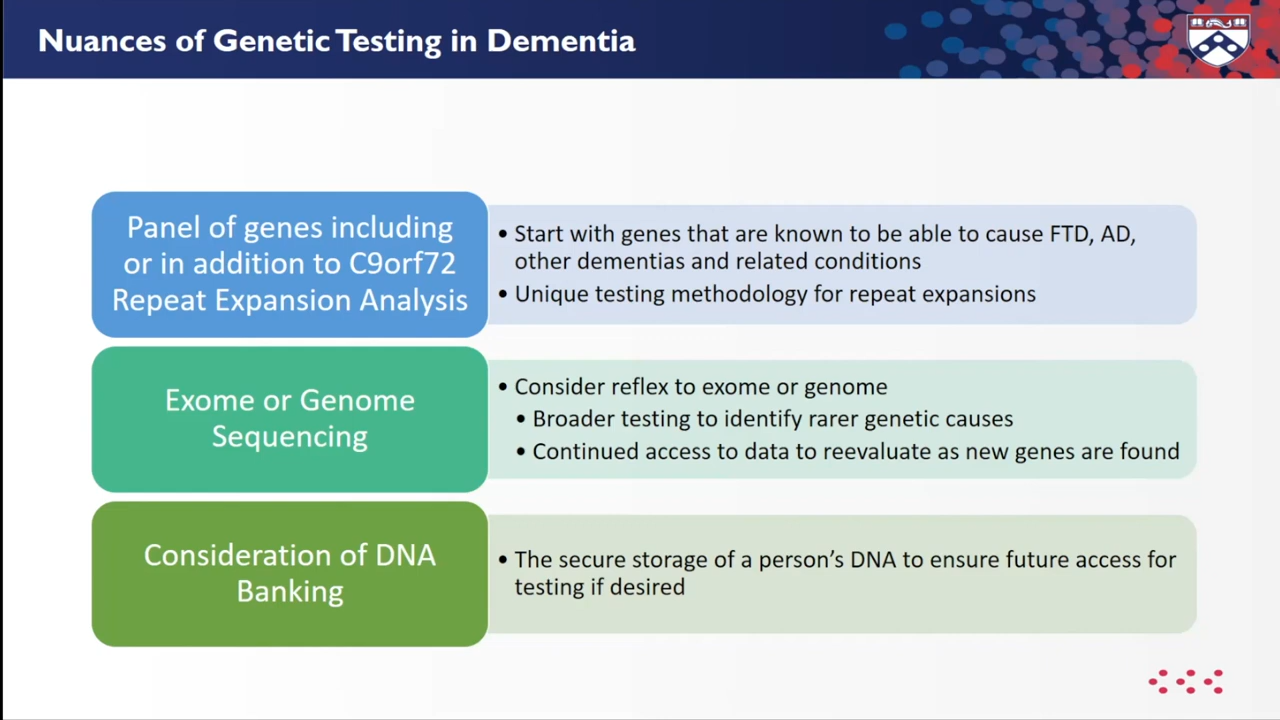 Nuances of Genetic Testing in Dementia
Panel of genes including
or in addition to C9orf72
Repeat Expansion Analysis
• Start with genes that are known to be able to cause FTD, AD,
other dementias and related conditions
• Unique testing methodology for repeat expansions
Exome or Genome
Sequencing
• Consider reflex to exome or genome
• Broader testing to identify rarer genetic causes
• Continued access to data to reevaluate as new genes are found
Consideration of DNA
Banking
• The secure storage of a person’s DNA to ensure future access for
testing if desired